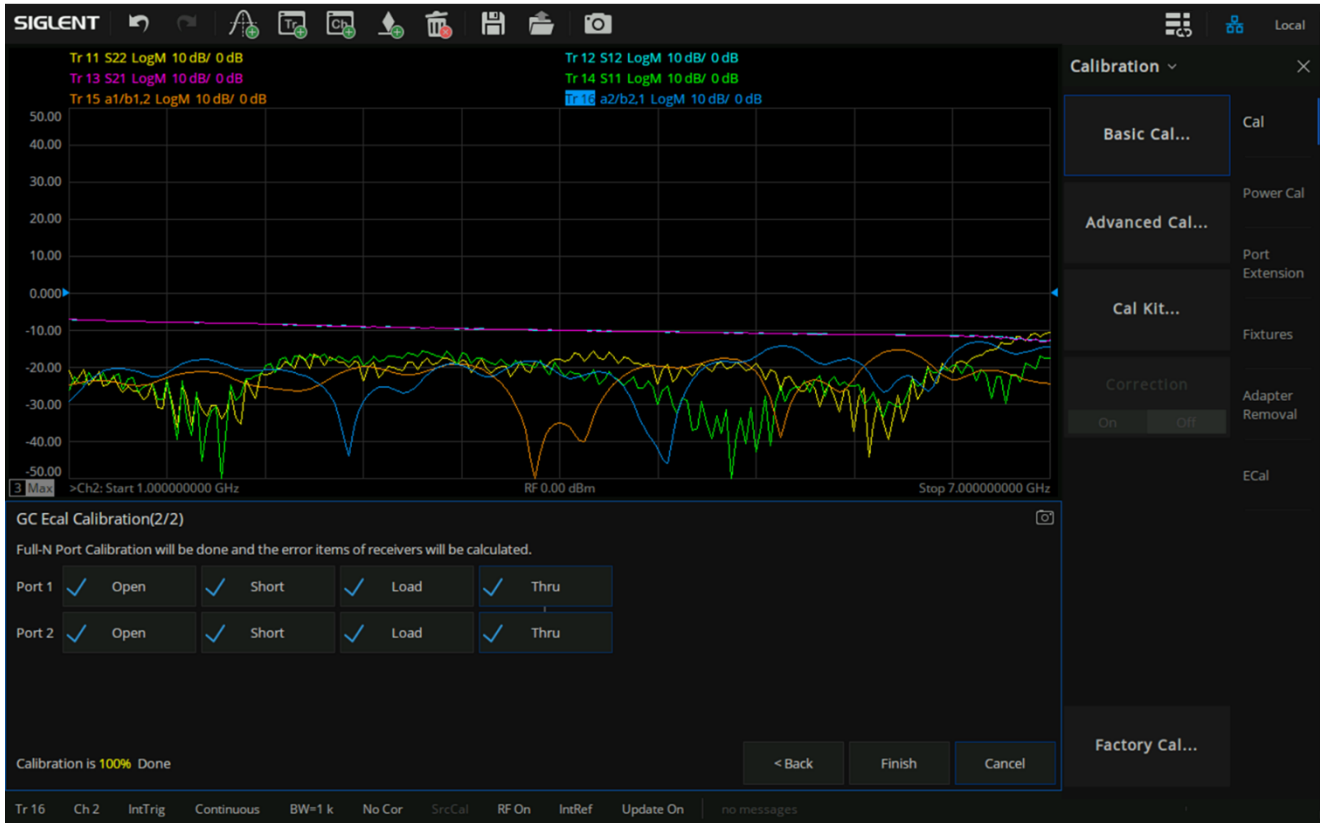 SIGLENT
Tr
Ch
Local
Tr 11 S22 LogM 10 dB/ 0 dB
Tr 12 S12 LogM 10 dB/ 0 dB
Tr 13 S21 LogM 10 dB/ 0 dB
Tr 14 S11 LogM 10 dB/ 0 dB
Tr 15 a1/b1,2 LogM 10 dB/ 0 dB
Tr 16 a2/b2,1 LogM 10 dB/ 0 dB
50.00
40.00
30.00
20.00
10.00
0.000
-10.00
-20.00
-30.00
-40.00
-50.00
3 Max >Ch2: Start 1.000000000 GHz RF 0.00 dBm Stop 7.000000000 GHz
Calibration
Basic Cal...
Advanced Cal...
Cal Kit...
Correction
On Off
Factory Cal...
Cal
Power Cal
Port
Extension
Fixtures
Adapter
Removal
ECal
GC Ecal Calibration(2/2)
Full-N Port Calibration will be done and the error items of receivers will be calculated.
Port 1 Open Short Load Thru
Port 2 Open Short Load Thru
Calibration is 100% Done
< Back Finish Cancel
Tr 16 Ch 2 IntTrig Continuous BW=1 k No Cor SrcCal RF On IntRef Update On no messages